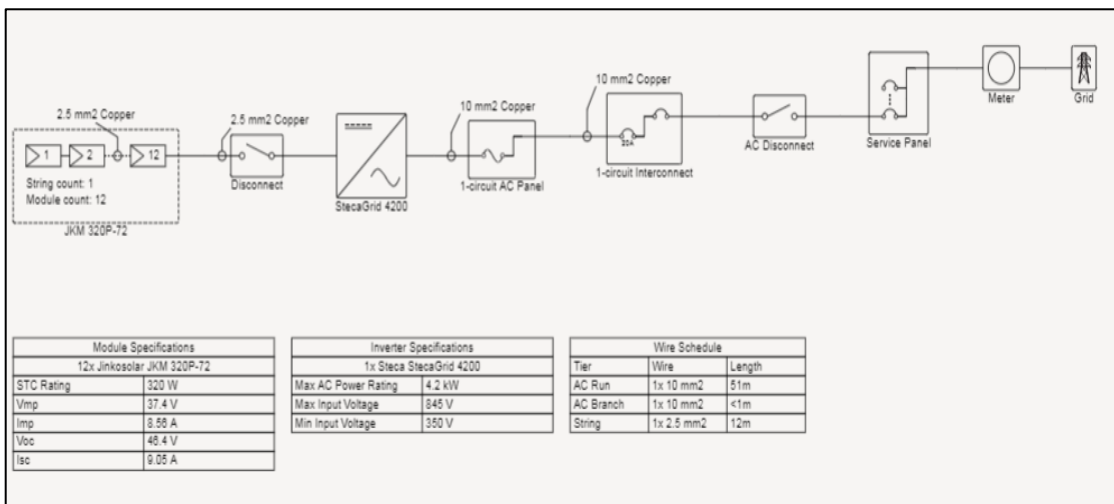 2.5 mm2 Copper
2.5 mm2 Copper
10 mm2 Copper
10 mm2 Copper
1
2
12
String count: 1
Module count: 12
JKM 320P-72
Disconnect
StecaGrid 4200
1-circuit AC Panel
1-circuit Interconnect
AC Disconnect
Service Panel
Meter
Grid
Module Specifications
12x Jinkosolar JKM 320P-72
STC Rating 320 W
Vmp 37.4 V
Imp 8.56 A
Voc 46.4 V
Isc 9.05 A
Inverter Specifications
1x Steca StecaGrid 4200
Max AC Power Rating 4.2 kW
Max Input Voltage 845 V
Min Input Voltage 350 V
Wire Schedule
Tier Wire Length
AC Run 1x 10 mm2 51m
AC Branch 1x 10 mm2 <1m
String 1x 2.5 mm2 12m